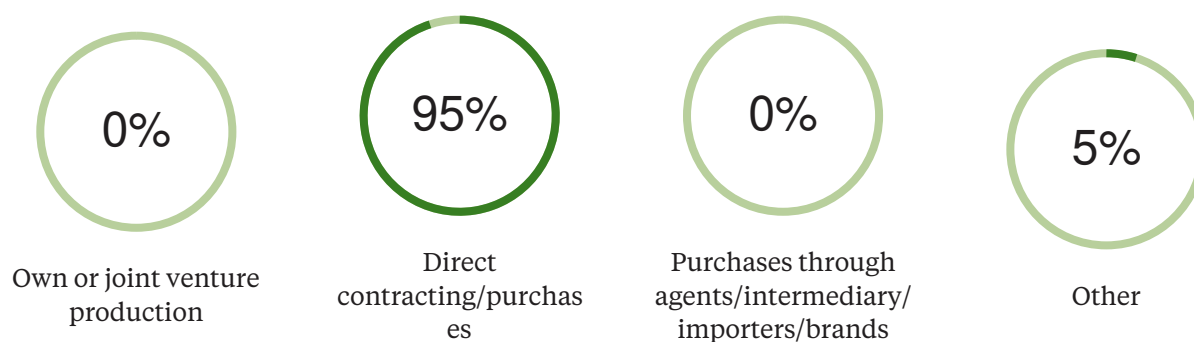 0%
95%
0%
5%
Own or joint venture
production
Direct
contracting/purchas
es
Purchases through
agents/intermediary/
importers/brands
Other